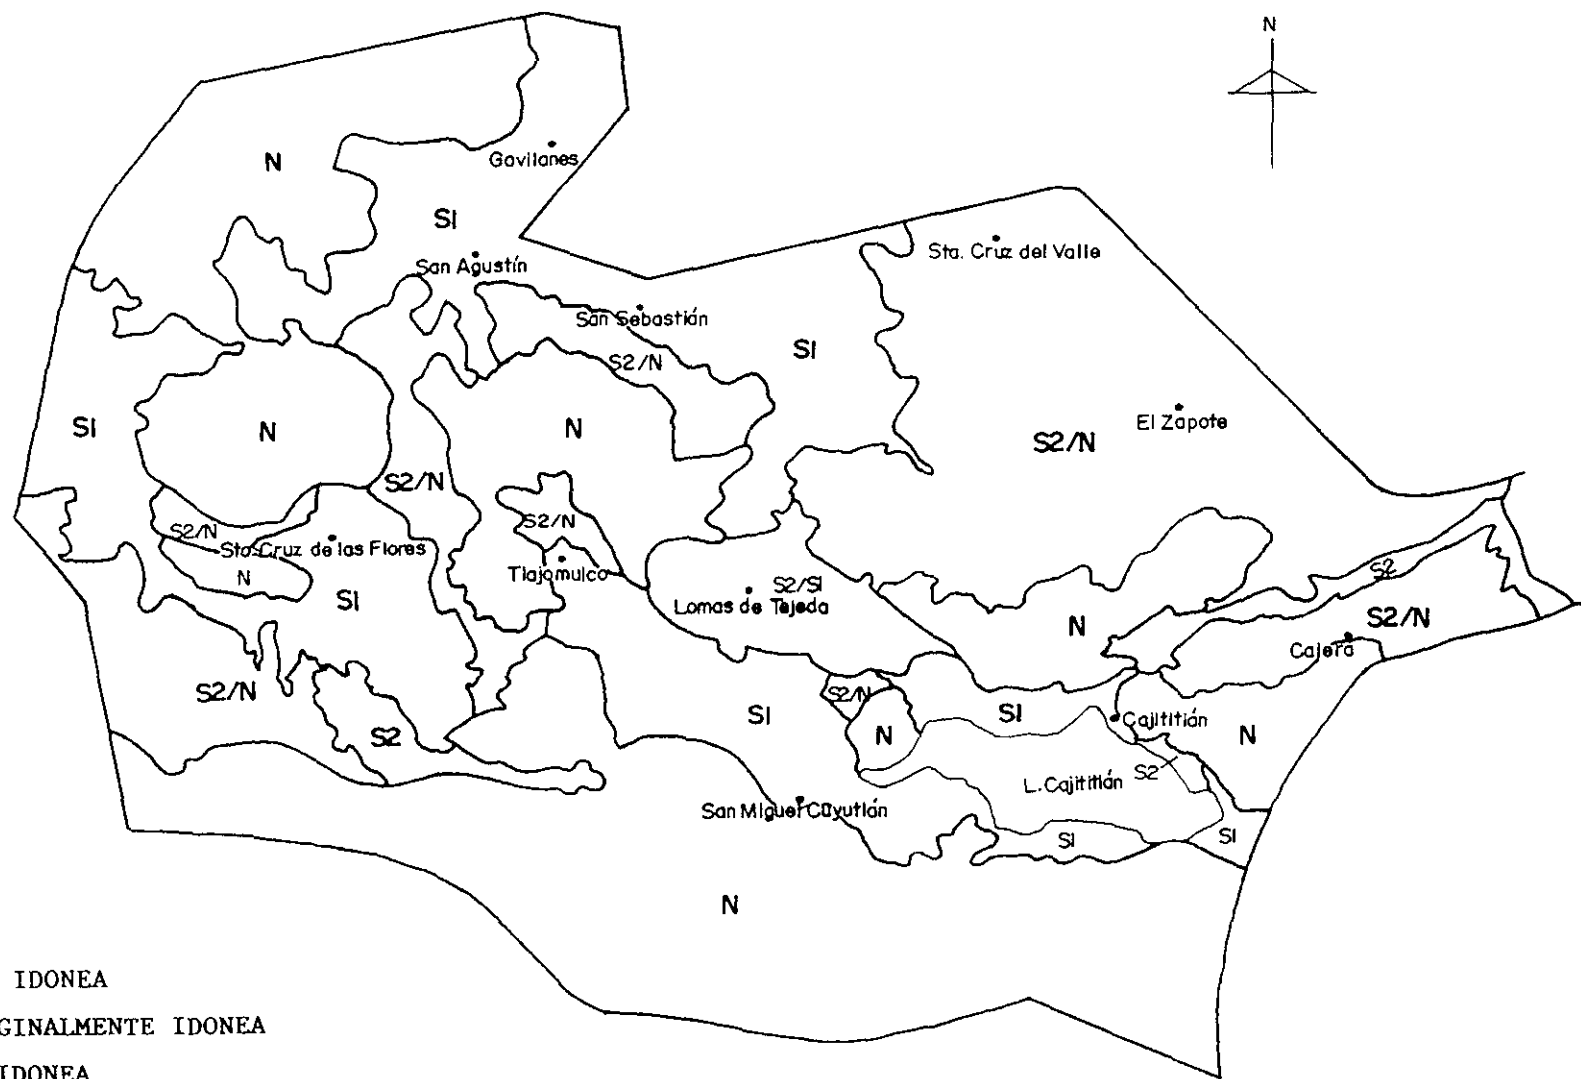 N
N
Gavilanes
SI
Sta. Cruz del Valle
San Agustín
San Sebastián
SI
S2/N
El Zapote
SI
N
N
S2/N
S2/N
S2/N
S2/N
Sta. Cruz de las Flores
N
Tlajomulco
S2
S2/SI
SI
Lomas de Tejeda
S2/N
N
Cajera
S2/N
S2/N
SI
SI
Cajititlán
N
S2
N
S2
L. Cajititlán
San Miguel Cuyutlán
SI
SI
N
IDONEA
GINALMENTE IDONEA
IDONEA